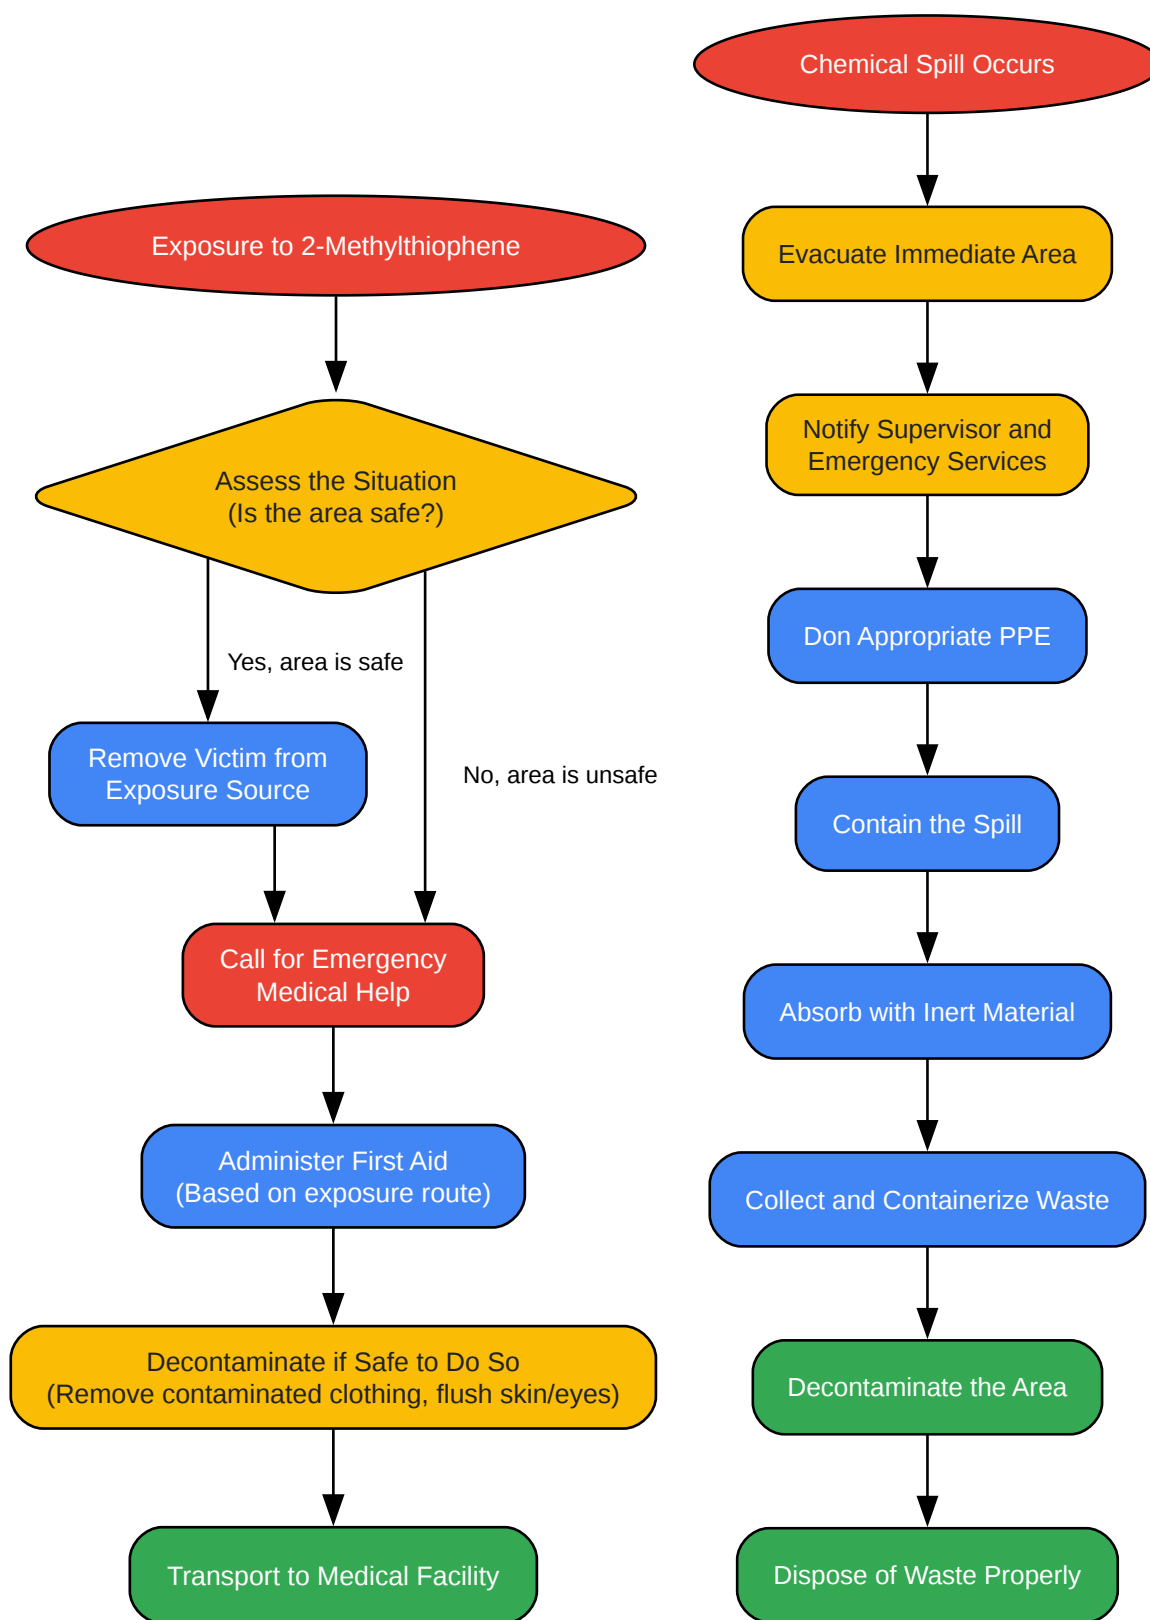 Exposure to 2-Methylthiophene
Assess the Situation
(Is the area safe?)
Yes, area is safe
No, area is unsafe
Remove Victim from
Exposure Source
Call for Emergency
Medical Help
Administer First Aid
(Based on exposure route)
Decontaminate if Safe to Do So
(Remove contaminated clothing, flush skin/eyes)
Transport to Medical Facility
Chemical Spill Occurs
Evacuate Immediate Area
Notify Supervisor and
Emergency Services
Don Appropriate PPE
Contain the Spill
Absorb with Inert Material
Collect and Containerize Waste
Decontaminate the Area
Dispose of Waste Properly